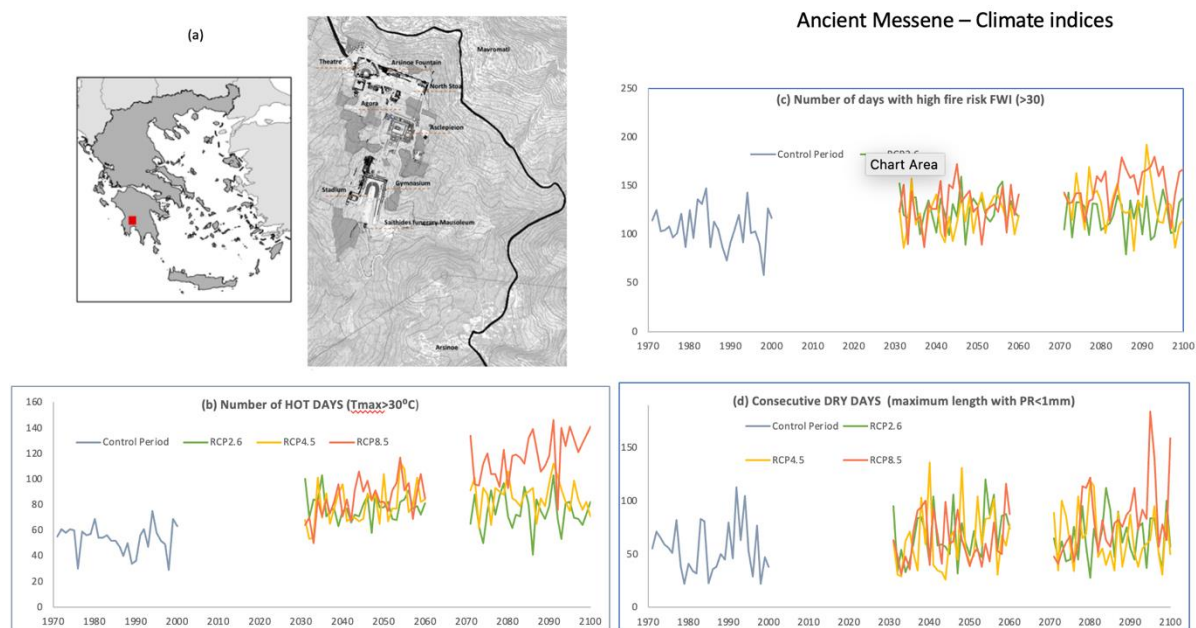 Ancient Messene – Climate indices
(a)
Mavromati
Theatre
Arsinoe Fountain
North Stoa
Agora
Asclepieion
Stadium
Gymnasium
Saithides funerary Mausoleum
Arsinoe
(c) Number of days with high fire risk FWI (>30)
Control Period
RCP2.6
Chart Area
250
200
150
100
50
0
1970 1980 1990 2000 2010 2020 2030 2040 2050 2060 2070 2080 2090 2100
(b) Number of HOT DAYS (Tmax>30⁰C)
Control Period RCP2.6 RCP4.5 RCP8.5
160
140
120
100
80
60
40
20
0
1970 1980 1990 2000 2010 2020 2030 2040 2050 2060 2070 2080 2090 2100
(d) Consecutive DRY DAYS (maximum length with PR<1mm)
Control Period RCP2.6
RCP4.5 RCP8.5
150
100
50
0
1970 1980 1990 2000 2010 2020 2030 2040 2050 2060 2070 2080 2090 2100